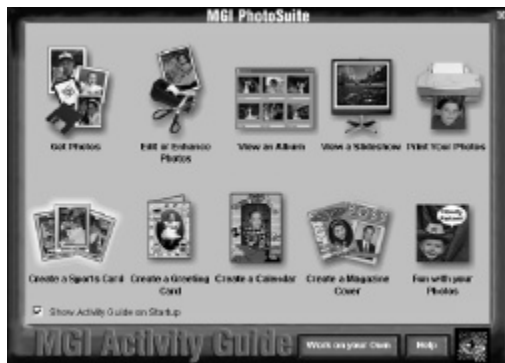 MGI PhotoSuite
Get Photos
Edit or Enhance
Photos
View an Album
View a Slideshow
Print Your Photos
Create a Sports Card
Create a Greeting
Card
Create a Calendar
Create a Magazine
Cover
Fun with your
Photos
Show Activity Guide on Startup
MGI Activity Guide
Work on your Own
Help